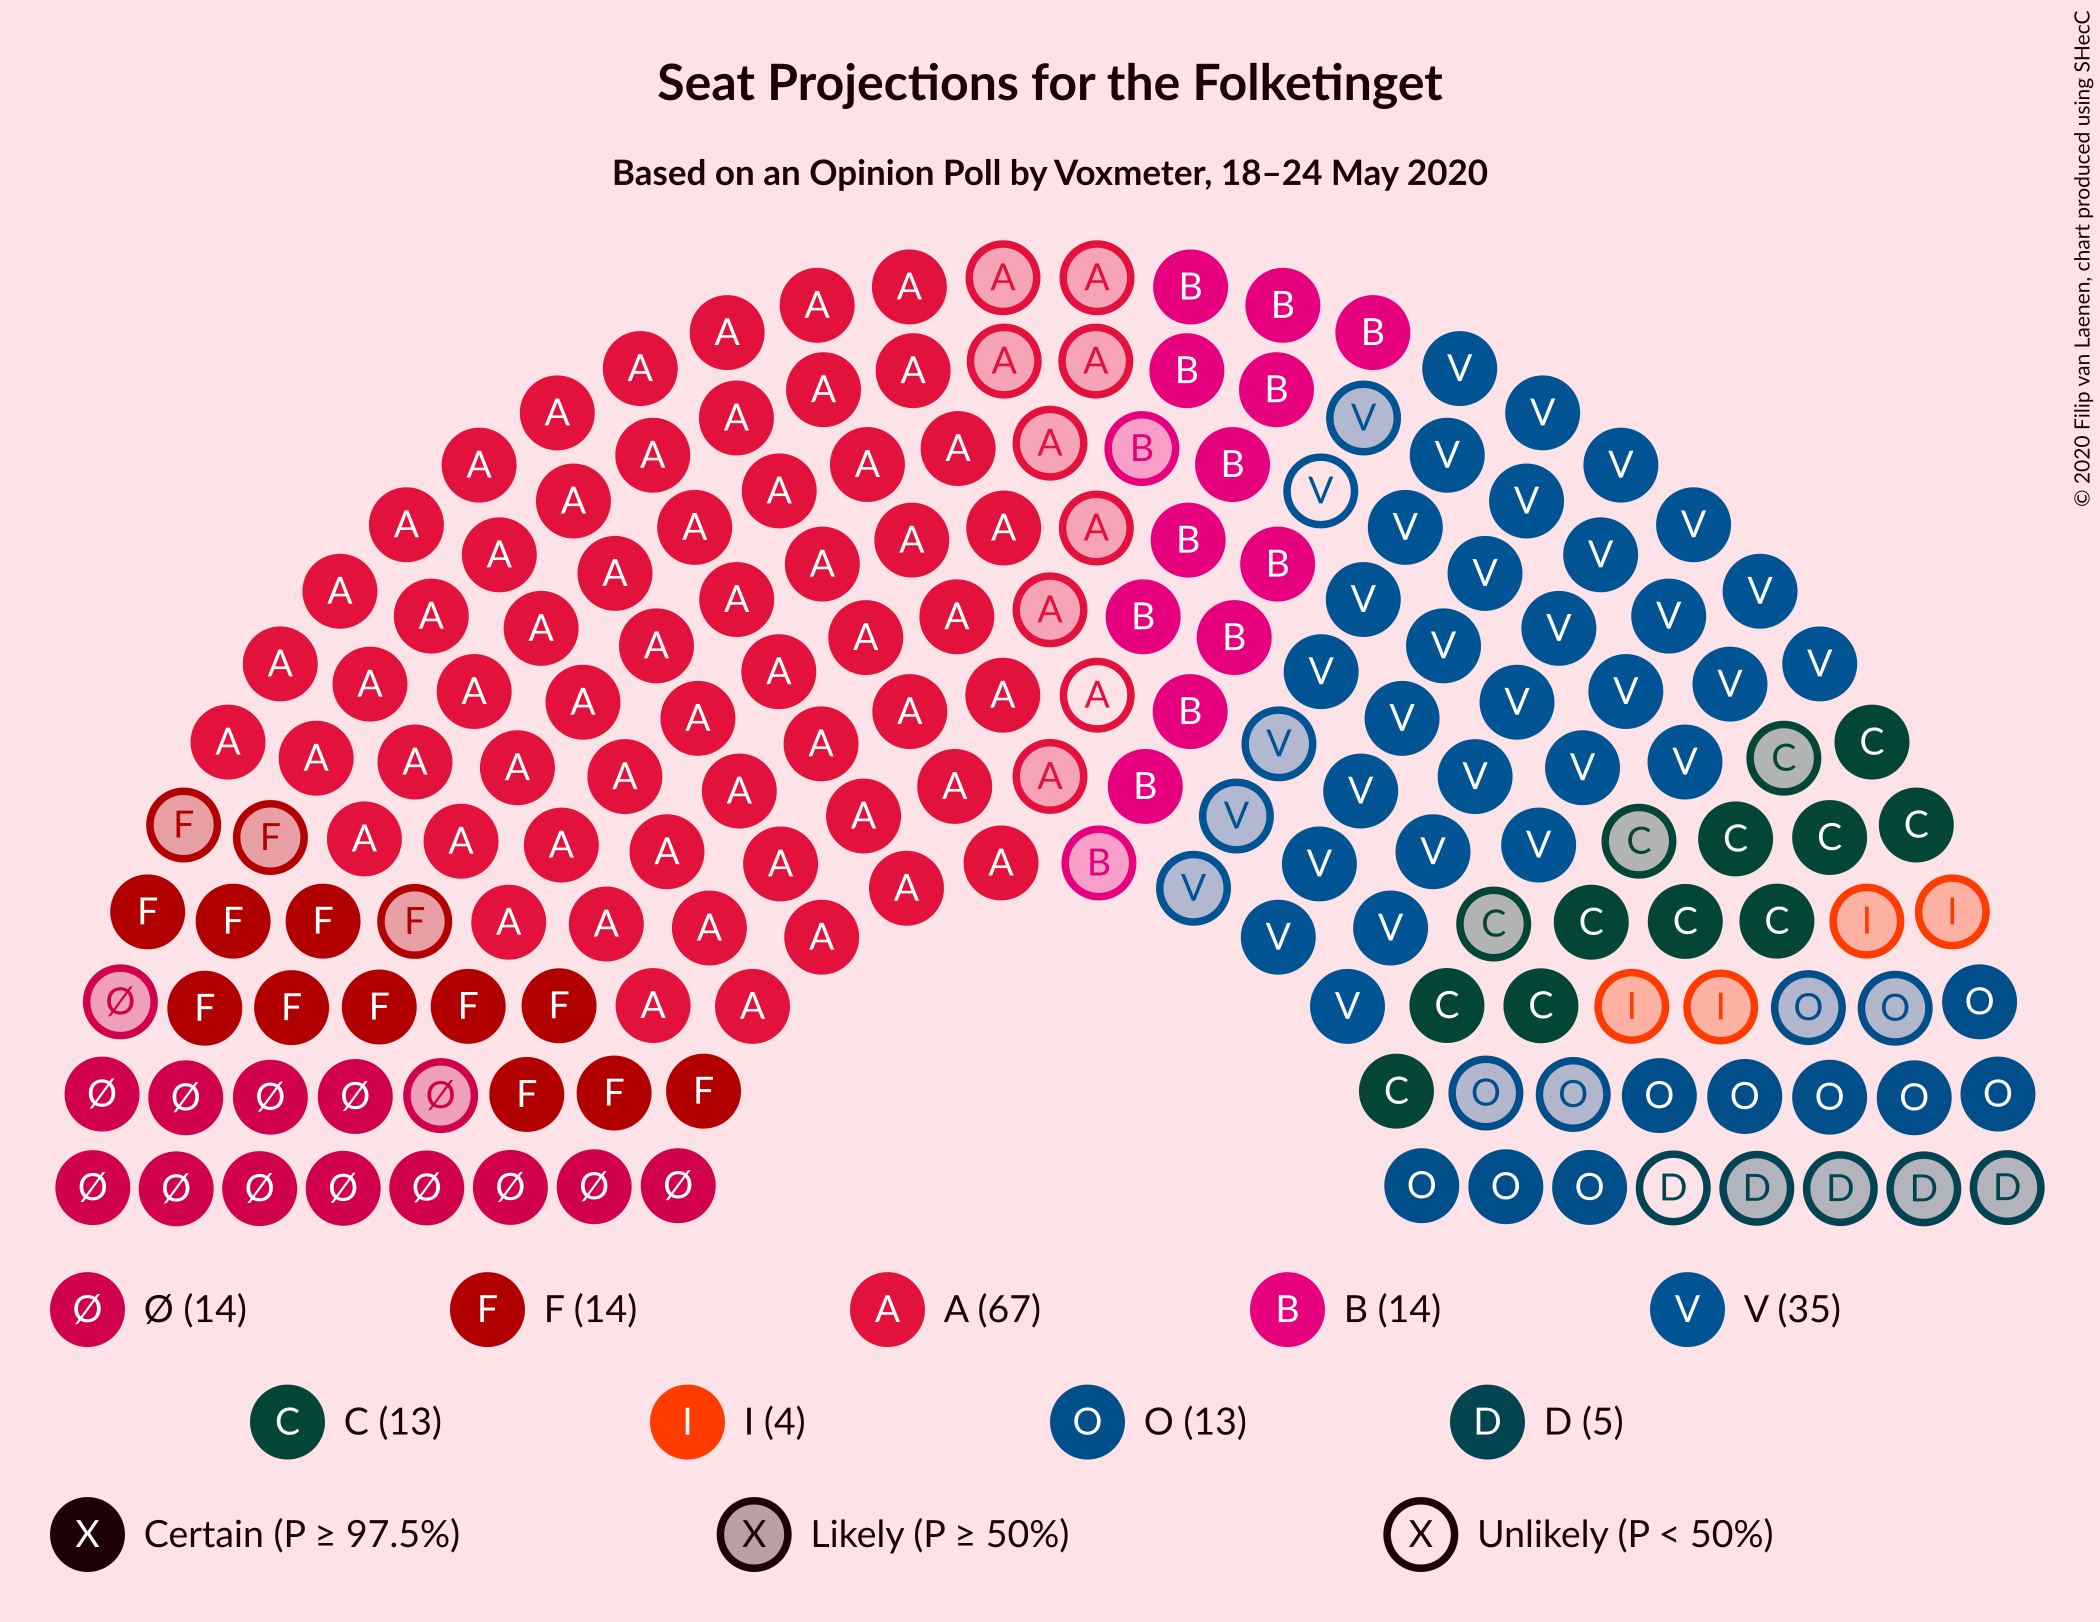 Seat Projections for the Folketinget
Based on an Opinion Poll by Voxmeter, 18–24 May 2020
© 2020 Filip van Laenen, chart produced using SHecC
A A A A B B
A A B
A A A A B B V
A A V V
A A A B B V V
A V A A V V V
A A A A B B V V
A A A A V V V
A A A A B B V V
A A A A V V V
A A A A A B V V V
A A A A V V V
A A A A A B V V V
A A A A V V C C
F F A A A A B V V V C C C C
F F F F A A A A V V C C C C I I
Ø F F F F F A A V C C I I O O O
Ø Ø Ø Ø Ø F F F C O O O O O O O
Ø Ø Ø Ø Ø Ø Ø Ø O O O D D D D D
Ø Ø (14) F F (14) A A (67) B B (14) V V (35)
C C (13) I I (4) O O (13) D D (5)
X Certain (P ≥ 97.5%) X Likely (P ≥ 50%) X Unlikely (P < 50%)